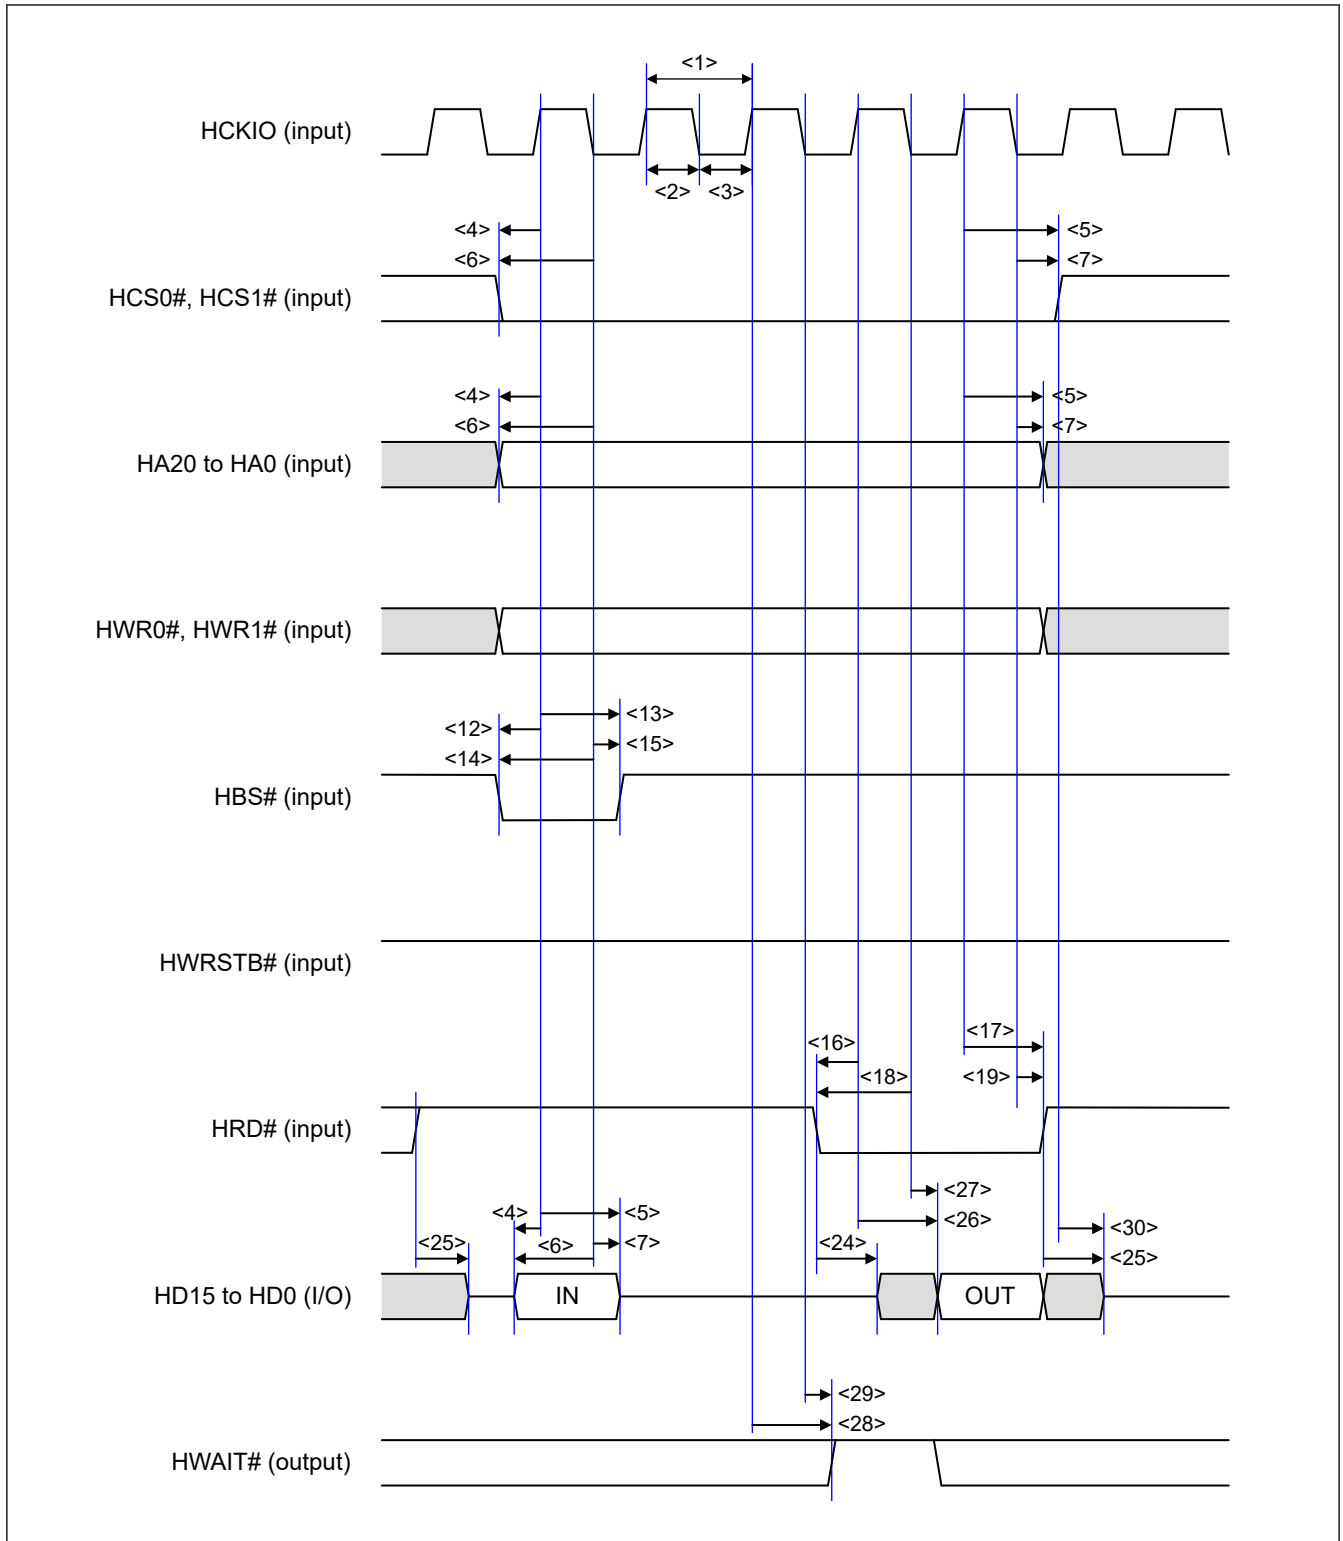 <1>
HCKIO (input)
<2> <3>
<4> <5>
<6> <7>
HCS0#, HCS1# (input)
<4> <5>
<6> <7>
HA20 to HA0 (input)
HWR0#, HWR1# (input)
<13>
<12>
<15>
<14>
HBS# (input)
HWRSTB# (input)
<17>
<16>
<18> <19>
HRD# (input)
<27>
<4> <5> <26> <30>
<25> <6> <7> <24> <25>
HD15 to HD0 (I/O) IN OUT
<29>
<28>
HWAIT# (output)